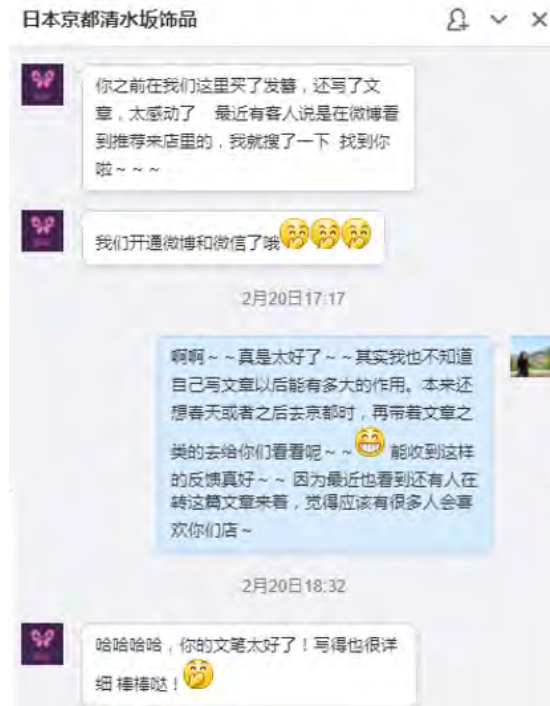 日本京都清水坂饰品
你之前在我们这里买了发簪，还写了文
章，太感动了 最近有客人说是在微博看
到推荐来店里的，我就搜了一下 找到你
啦~~~
我们开通微博和微信了哦
2月20日17:17
啊啊~~真是太好了~~其实我也不知道
自己写文章以后能有多大的作用。本来还
想春天或者之后去京都时，再带着文章之
类的去给你们看看呢~~ 能收到这样
的反馈真好~~ 因为最近也看到还有人在
转这篇文章来着，觉得应该有很多人会喜
欢你们店~
2月20日18:32
哈哈哈哈，你的文笔太好了！写得也很详
细 棒棒哒！